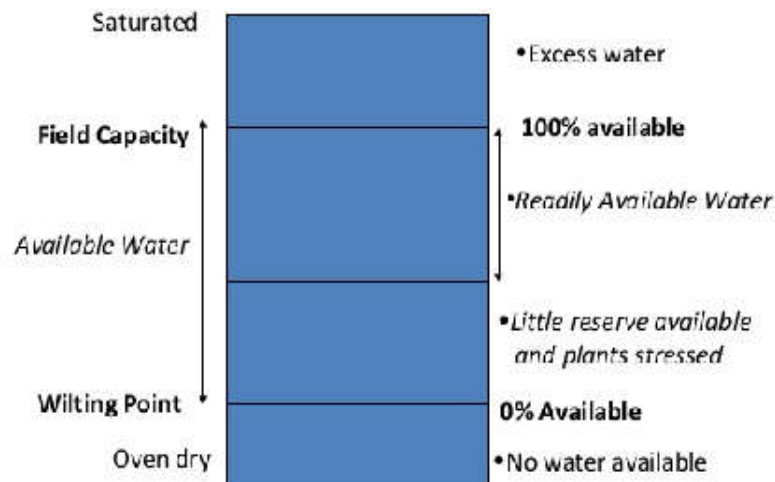 Saturated
•Excess water
Field Capacity
100% available
•Readily Available Water
Available Water
•Little reserve available
and plants stressed
Wilting Point
0% Available
Oven dry
•No water available